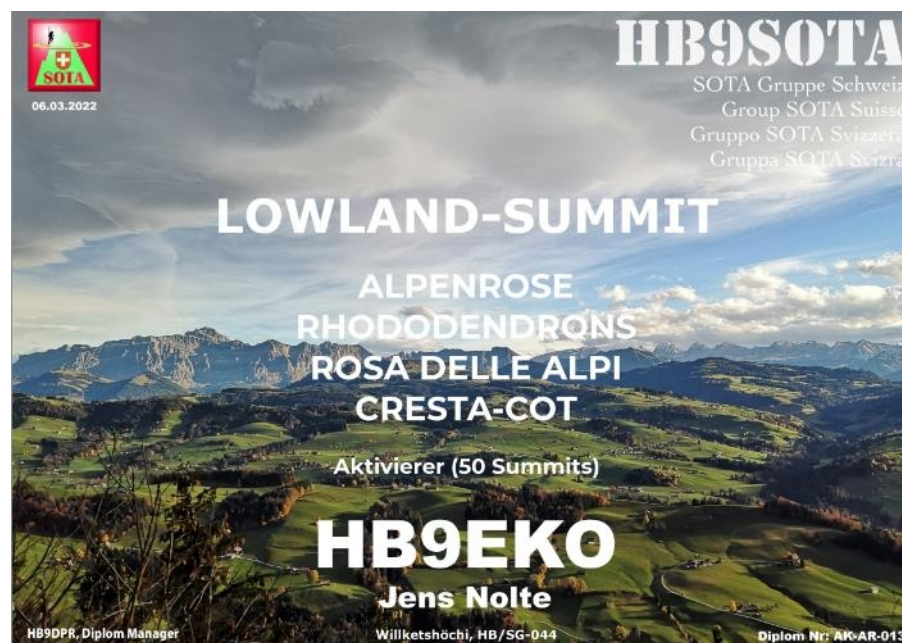 SOTA
06.03.2022
HB9SOTA
SOTA Gruppe Schweiz
Group SOTA Suisse
Gruppo SOTA Svizzera
Gruppa SOTA Svizra
LOWLAND-SUMMIT
ALPENROSE
RHODODENDRONS
ROSA DELLE ALPI
CRESTA-COT
Aktivierer (50 Summits)
HB9EKO
Jens Nolte
HB9DPR, Diplom Manager
Willketshöchi, HB/SG-044
Diplom Nr: AK-AR-013